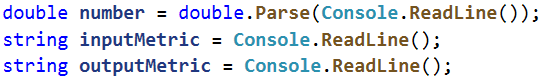 double number = double.Parse(Console.ReadLine());
string inputMetric = Console.ReadLine();
string outputMetric = Console.ReadLine();